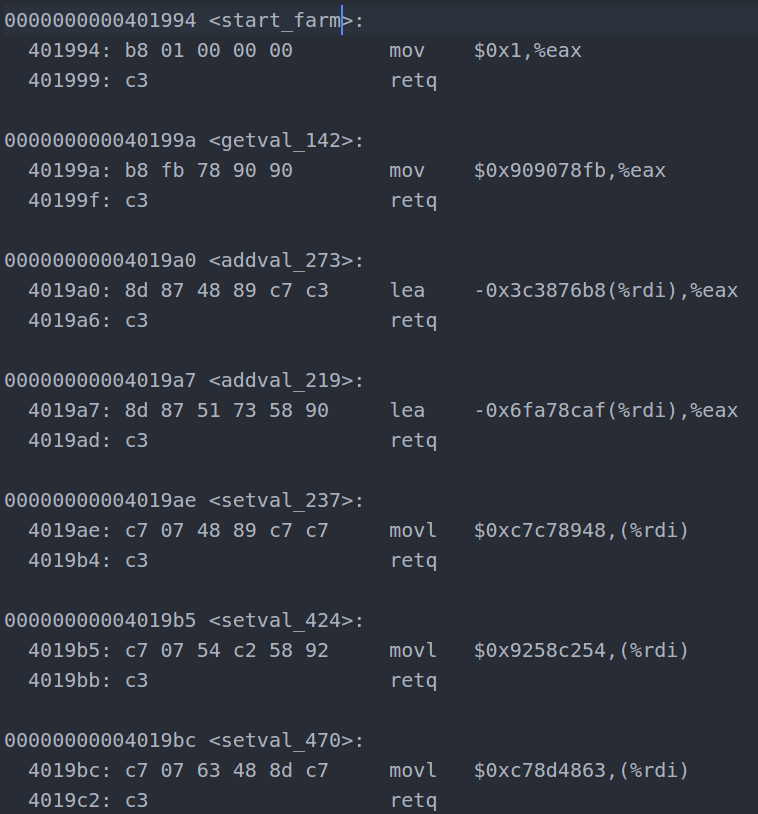 0000000000401994 <start_farm>:
  401994: b8 01 00 00 00        mov    $0x1,%eax
  401999: c3                    retq

000000000040199a <getval_142>:
  40199a: b8 fb 78 90 90        mov    $0x909078fb,%eax
  40199f: c3                    retq

00000000004019a0 <addval_273>:
  4019a0: 8d 87 48 89 c7 c3     lea    -0x3c3876b8(%rdi),%eax
  4019a6: c3                    retq

00000000004019a7 <addval_219>:
  4019a7: 8d 87 51 73 58 90     lea    -0x6fa78caf(%rdi),%eax
  4019ad: c3                    retq

00000000004019ae <setval_237>:
  4019ae: c7 07 48 89 c7 c7     movl   $0xc7c78948,(%rdi)
  4019b4: c3                    retq

00000000004019b5 <setval_424>:
  4019b5: c7 07 54 c2 58 92     movl   $0x9258c254,(%rdi)
  4019bb: c3                    retq

00000000004019bc <setval_470>:
  4019bc: c7 07 63 48 8d c7     movl   $0xc78d4863,(%rdi)
  4019c2: c3                    retq